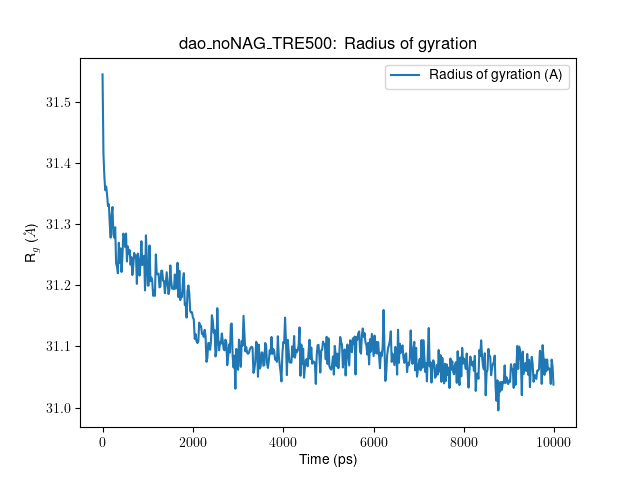 dao_noNAG_TRE500: Radius of gyration
Radius of gyration (A)
31.5
31.4
31.3
31.2
31.1
31.0
R_g (Å)
0 2000 4000 6000 8000 10000
Time (ps)